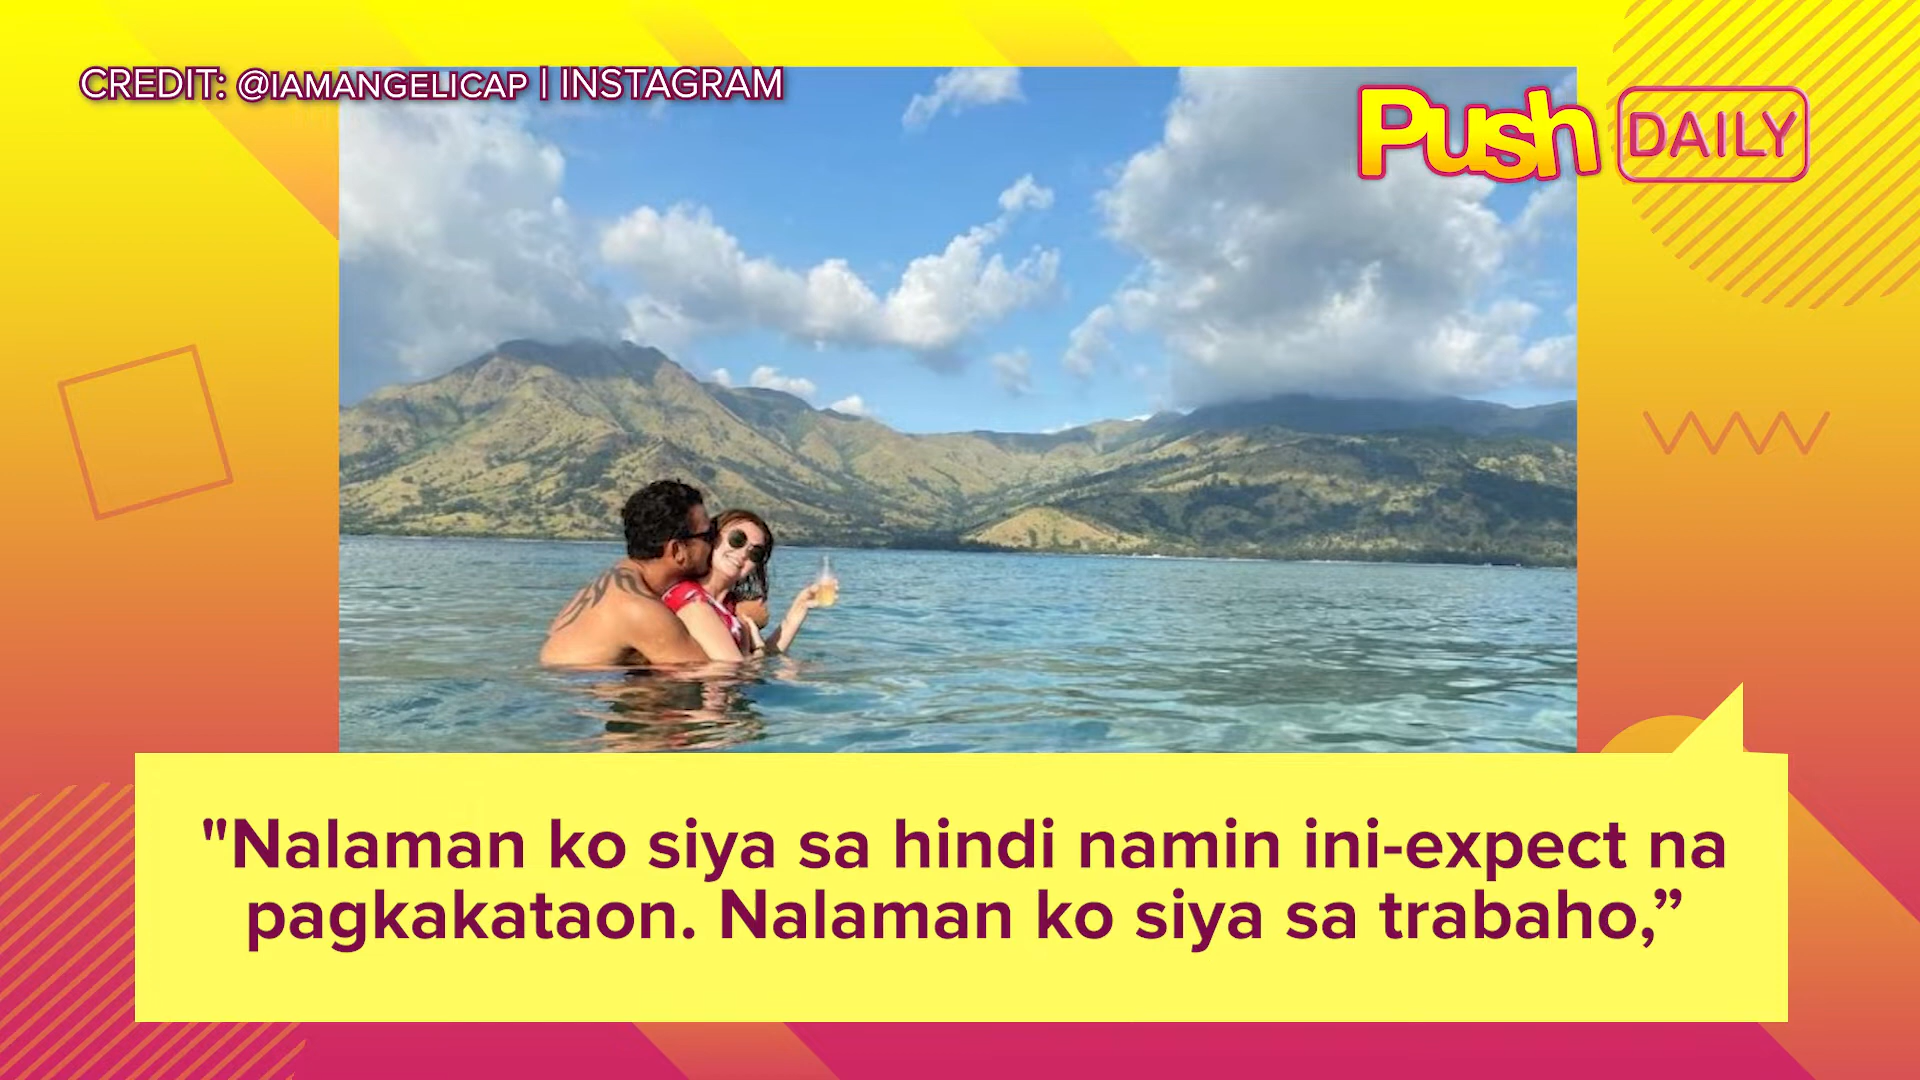 CREDIT: @IAMANGELICAP | INSTAGRAM
Push DAILY
"Nalaman ko siya sa hindi namin ini-expect na
pagkakataon. Nalaman ko siya sa trabaho,”